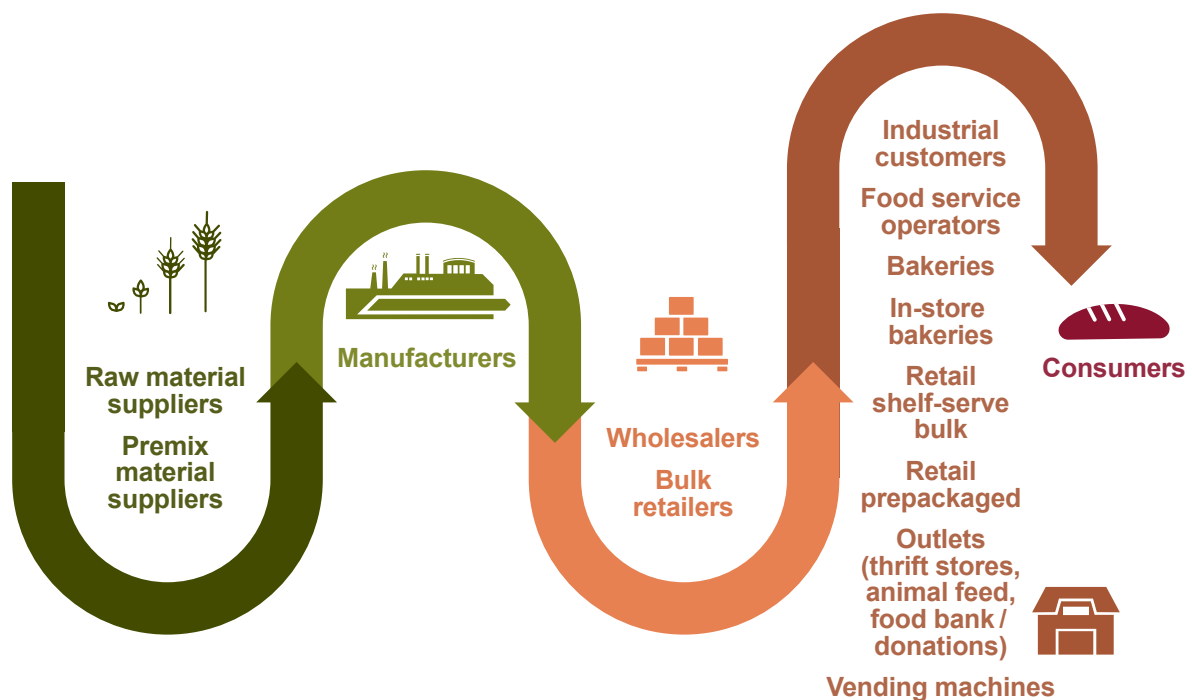 Raw material
suppliers
Premix
material
suppliers
Manufacturers
Wholesalers
Bulk
retailers
Industrial
customers
Food service
operators
Bakeries
In-store
bakeries
Retail
shelf-serve
bulk
Retail
prepackaged
Outlets
(thrift stores,
animal feed,
food bank /
donations)
Vending machines
Consumers